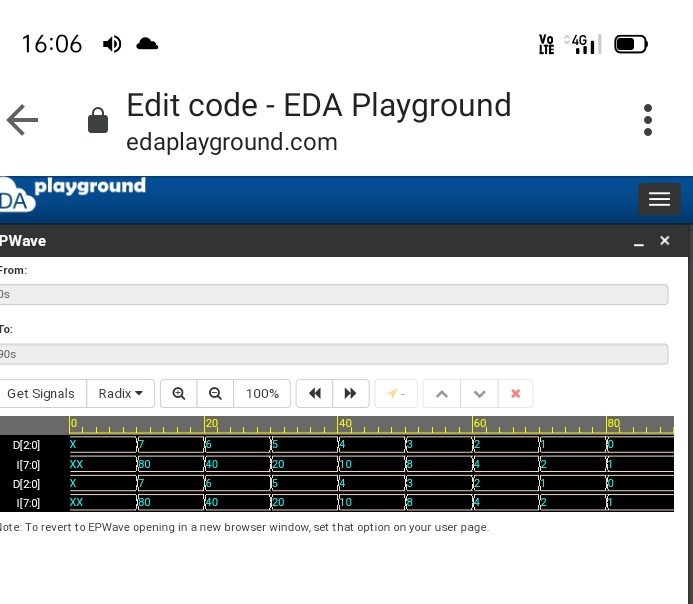 16:06 Vo LTE 4G
Edit code - EDA Playground
edaplayground.com
DA playground
PWave
From:
0s
To:
90s
Get Signals Radix 100% -
0 20 40 60 80
D[2:0] X 7 6 5 4 3 2 1 0
I[7:0] XX 80 40 20 10 8 4 2 1
D[2:0] X 7 6 5 4 3 2 1 0
I[7:0] XX 80 40 20 10 8 4 2 1
Note: To revert to EPWave opening in a new browser window, set that option on your user page.